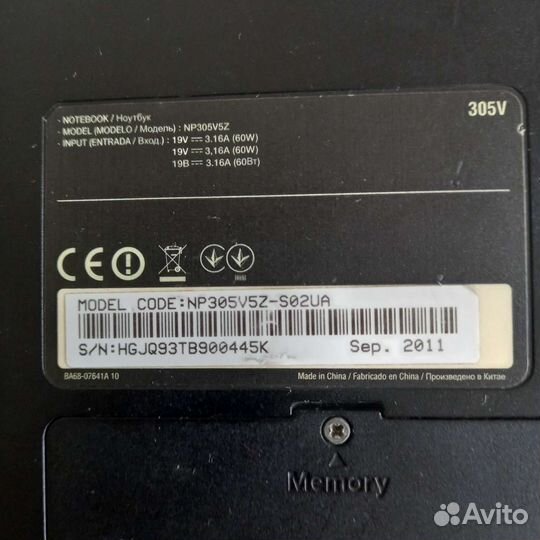 305V
· NOTEBOOK / Ноутбук
· MODEL (MODELO / Модель) : NP305V5Z
· INPUT (ENTRADA / Вход ) : 19V ⎓ 3.16A (60W)
19V ⎓ 3.16A (60W)
19В ⎓ 3.16A (60Вт)
CE
MODEL CODE:NP305V5Z-S02UA
S/N:HGJQ93TB900445K Sep. 2011
BA68-07641A 10
Made in China / Fabricado en China / Произведено в Китае
Memory
Avito